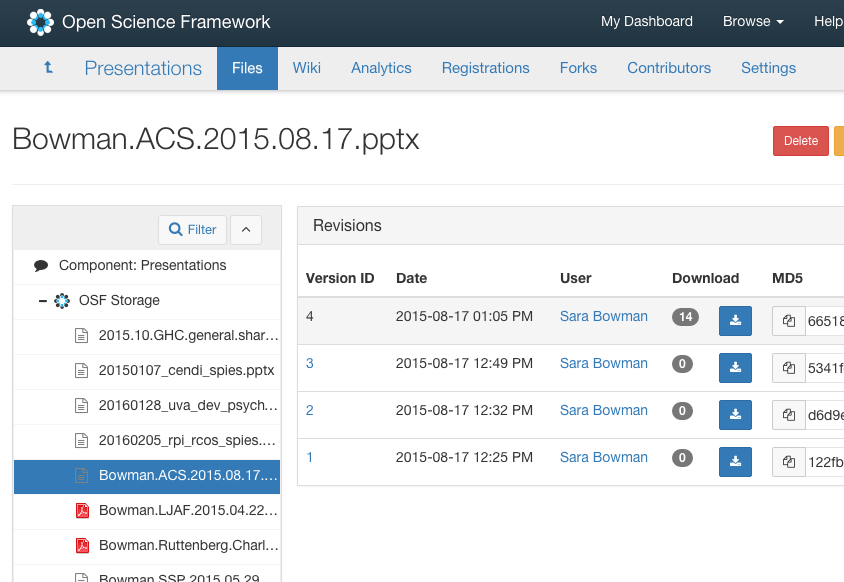 Open Science Framework My Dashboard Browse Help
Presentations Files Wiki Analytics Registrations Forks Contributors Settings
Bowman.ACS.2015.08.17.pptx
Delete
Filter
Component: Presentations
OSF Storage
2015.10.GHC.general.shar...
20150107_cendi_spies.pptx
20160128_uva_dev_psych...
20160205_rpi_rcos_spies....
Bowman.ACS.2015.08.17....
Bowman.LJAF.2015.04.22...
Bowman.Ruttenberg.Charl...
Bowman.SSP.2015.05.29
Revisions
Version ID Date User Download MD5
4 2015-08-17 01:05 PM Sara Bowman 14 66518
3 2015-08-17 12:49 PM Sara Bowman 0 5341f
2 2015-08-17 12:32 PM Sara Bowman 0 d6d9e
1 2015-08-17 12:25 PM Sara Bowman 0 122fb